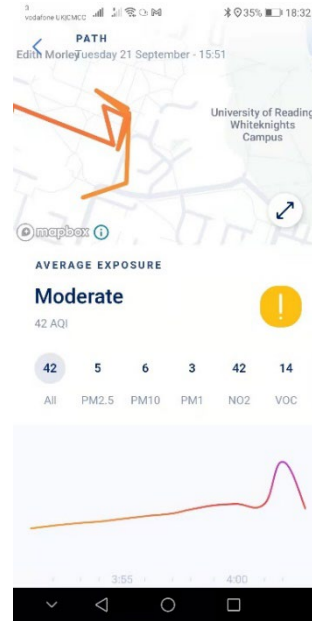 vodafone UK|CMCC 35% 18:32
PATH
Edith Morley Tuesday 21 September - 15:51
University of Reading
Whiteknights
Campus
mapbox
AVERAGE EXPOSURE
Moderate
42 AQI
42 5 6 3 42 14
All PM2.5 PM10 PM1 NO2 VOC
3:55 4:00